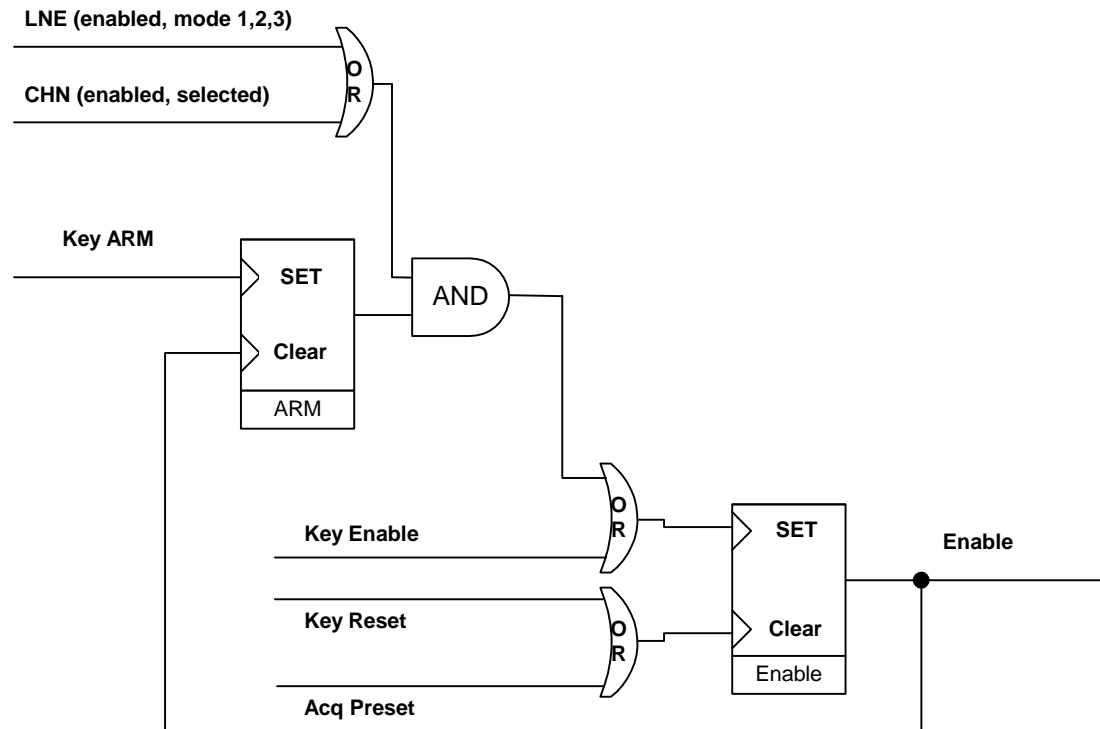 LNE (enabled, mode 1,2,3)
O
R
CHN (enabled, selected)
Key ARM
SET
AND
Clear
ARM
O
R
Key Enable
SET
Enable
Key Reset
O
R
Clear
Enable
Acq Preset